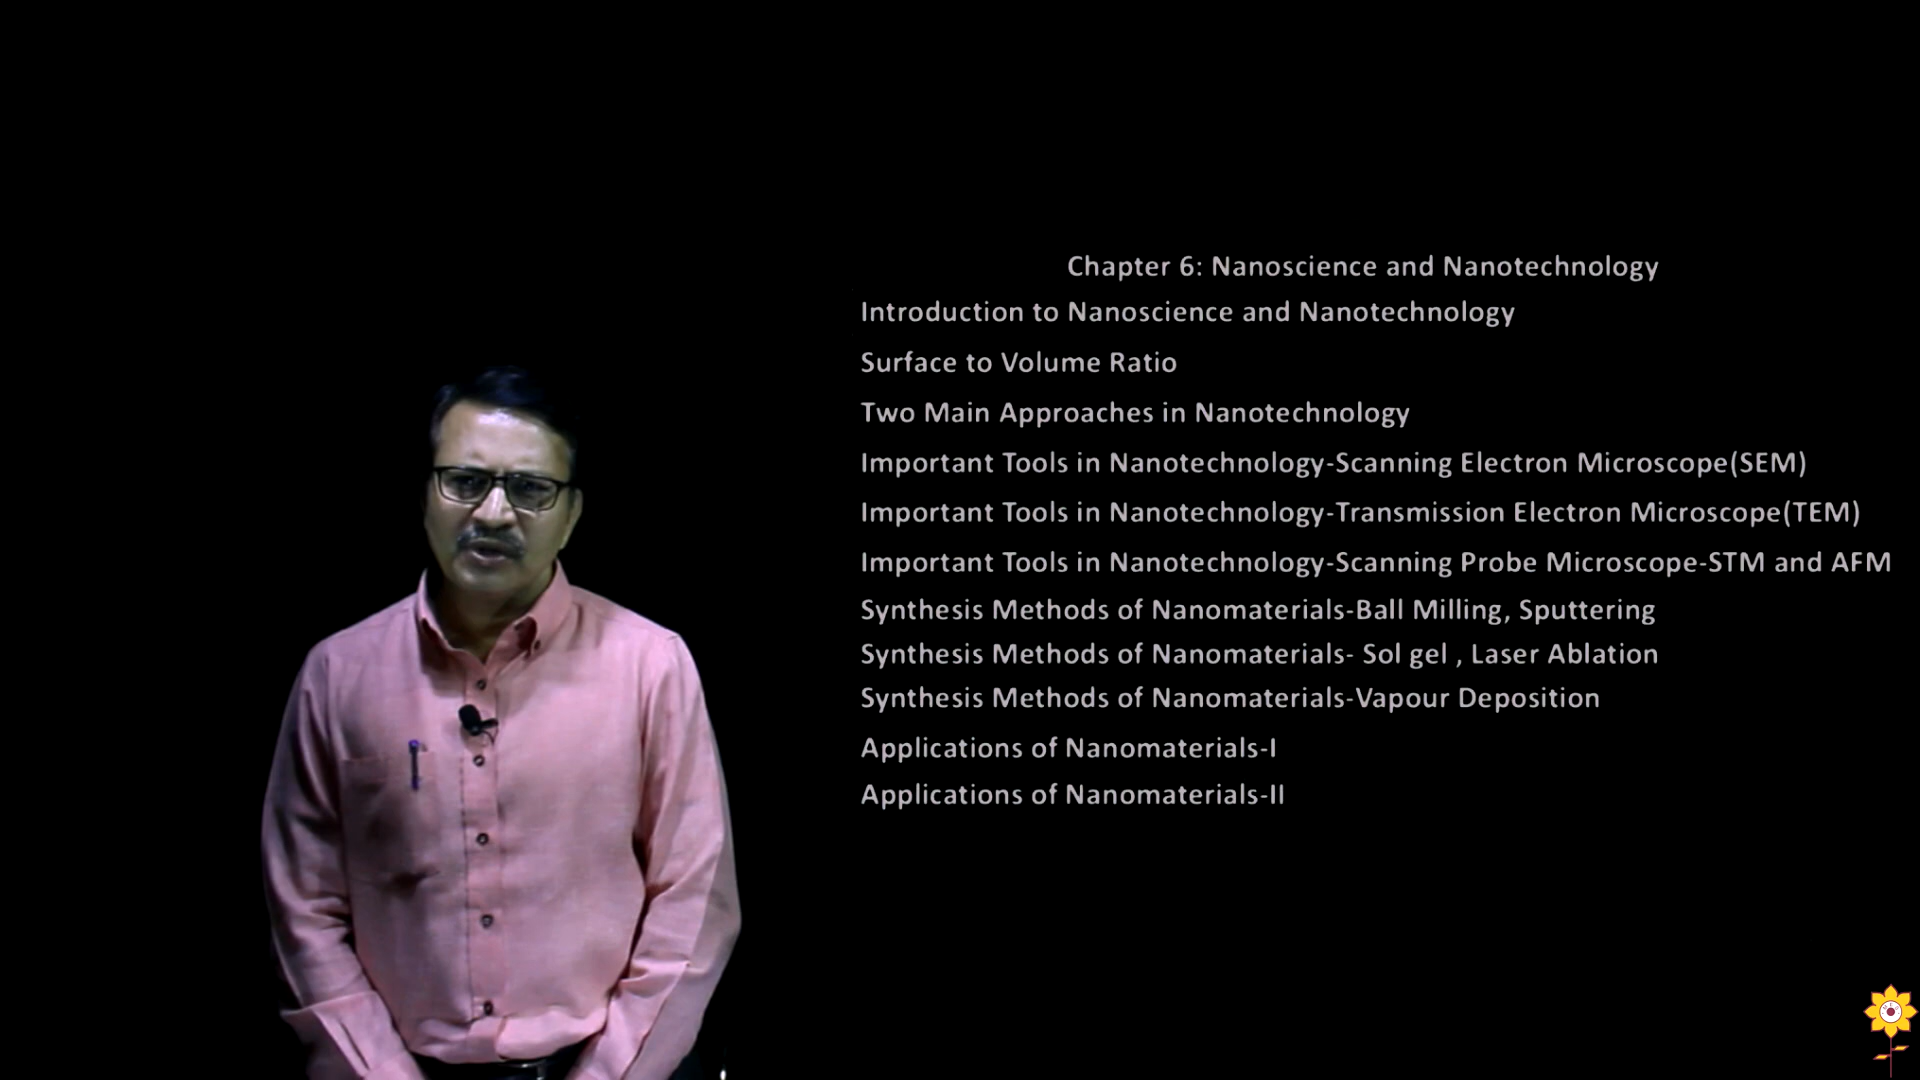 Chapter 6: Nanoscience and Nanotechnology
Introduction to Nanoscience and Nanotechnology
Surface to Volume Ratio
Two Main Approaches in Nanotechnology
Important Tools in Nanotechnology-Scanning Electron Microscope(SEM)
Important Tools in Nanotechnology-Transmission Electron Microscope(TEM)
Important Tools in Nanotechnology-Scanning Probe Microscope-STM and AFM
Synthesis Methods of Nanomaterials-Ball Milling, Sputtering
Synthesis Methods of Nanomaterials- Sol gel , Laser Ablation
Synthesis Methods of Nanomaterials-Vapour Deposition
Applications of Nanomaterials-I
Applications of Nanomaterials-II